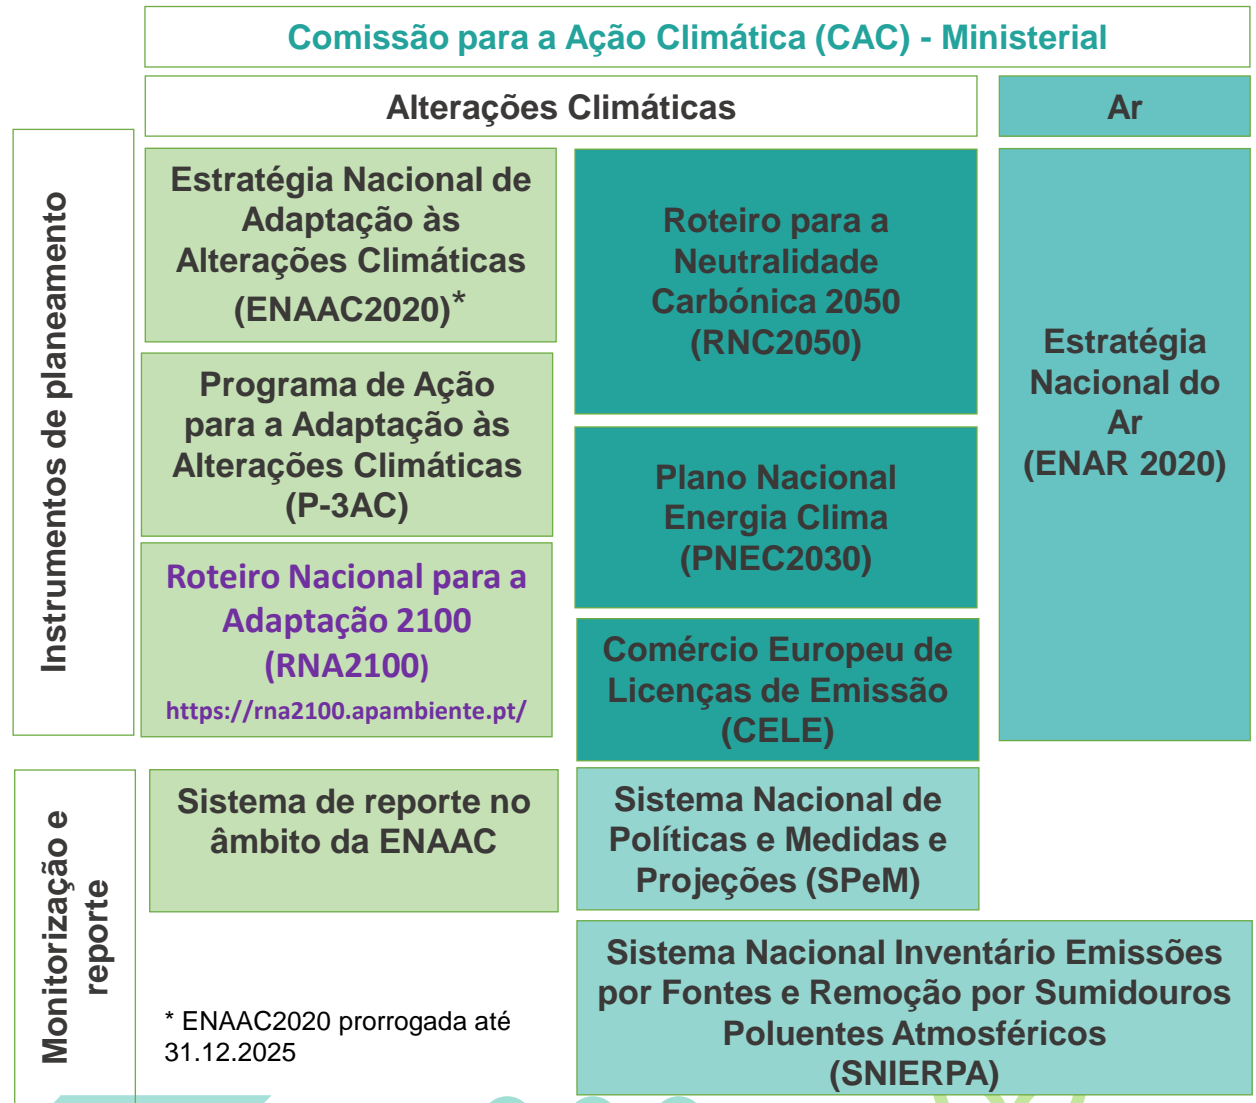 Comissão para a Ação Climática (CAC) - Ministerial
Alterações Climáticas
Ar
Instrumentos de planeamento
Estratégia Nacional de
Adaptação às
Alterações Climáticas
(ENAAC2020)*
Programa de Ação
para a Adaptação às
Alterações Climáticas
(P-3AC)
Roteiro Nacional para a
Adaptação 2100
(RNA2100)
https://rna2100.apambiente.pt/
Roteiro para a
Neutralidade
Carbónica 2050
(RNC2050)
Plano Nacional
Energia Clima
(PNEC2030)
Comércio Europeu de
Licenças de Emissão
(CELE)
Estratégia
Nacional do
Ar
(ENAR 2020)
Monitorização e
reporte
Sistema de reporte no
âmbito da ENAAC
Sistema Nacional de
Políticas e Medidas e
Projeções (SPeM)
Sistema Nacional Inventário Emissões
por Fontes e Remoção por Sumidouros
Poluentes Atmosféricos
(SNIERPA)
* ENAAC2020 prorrogada até
31.12.2025